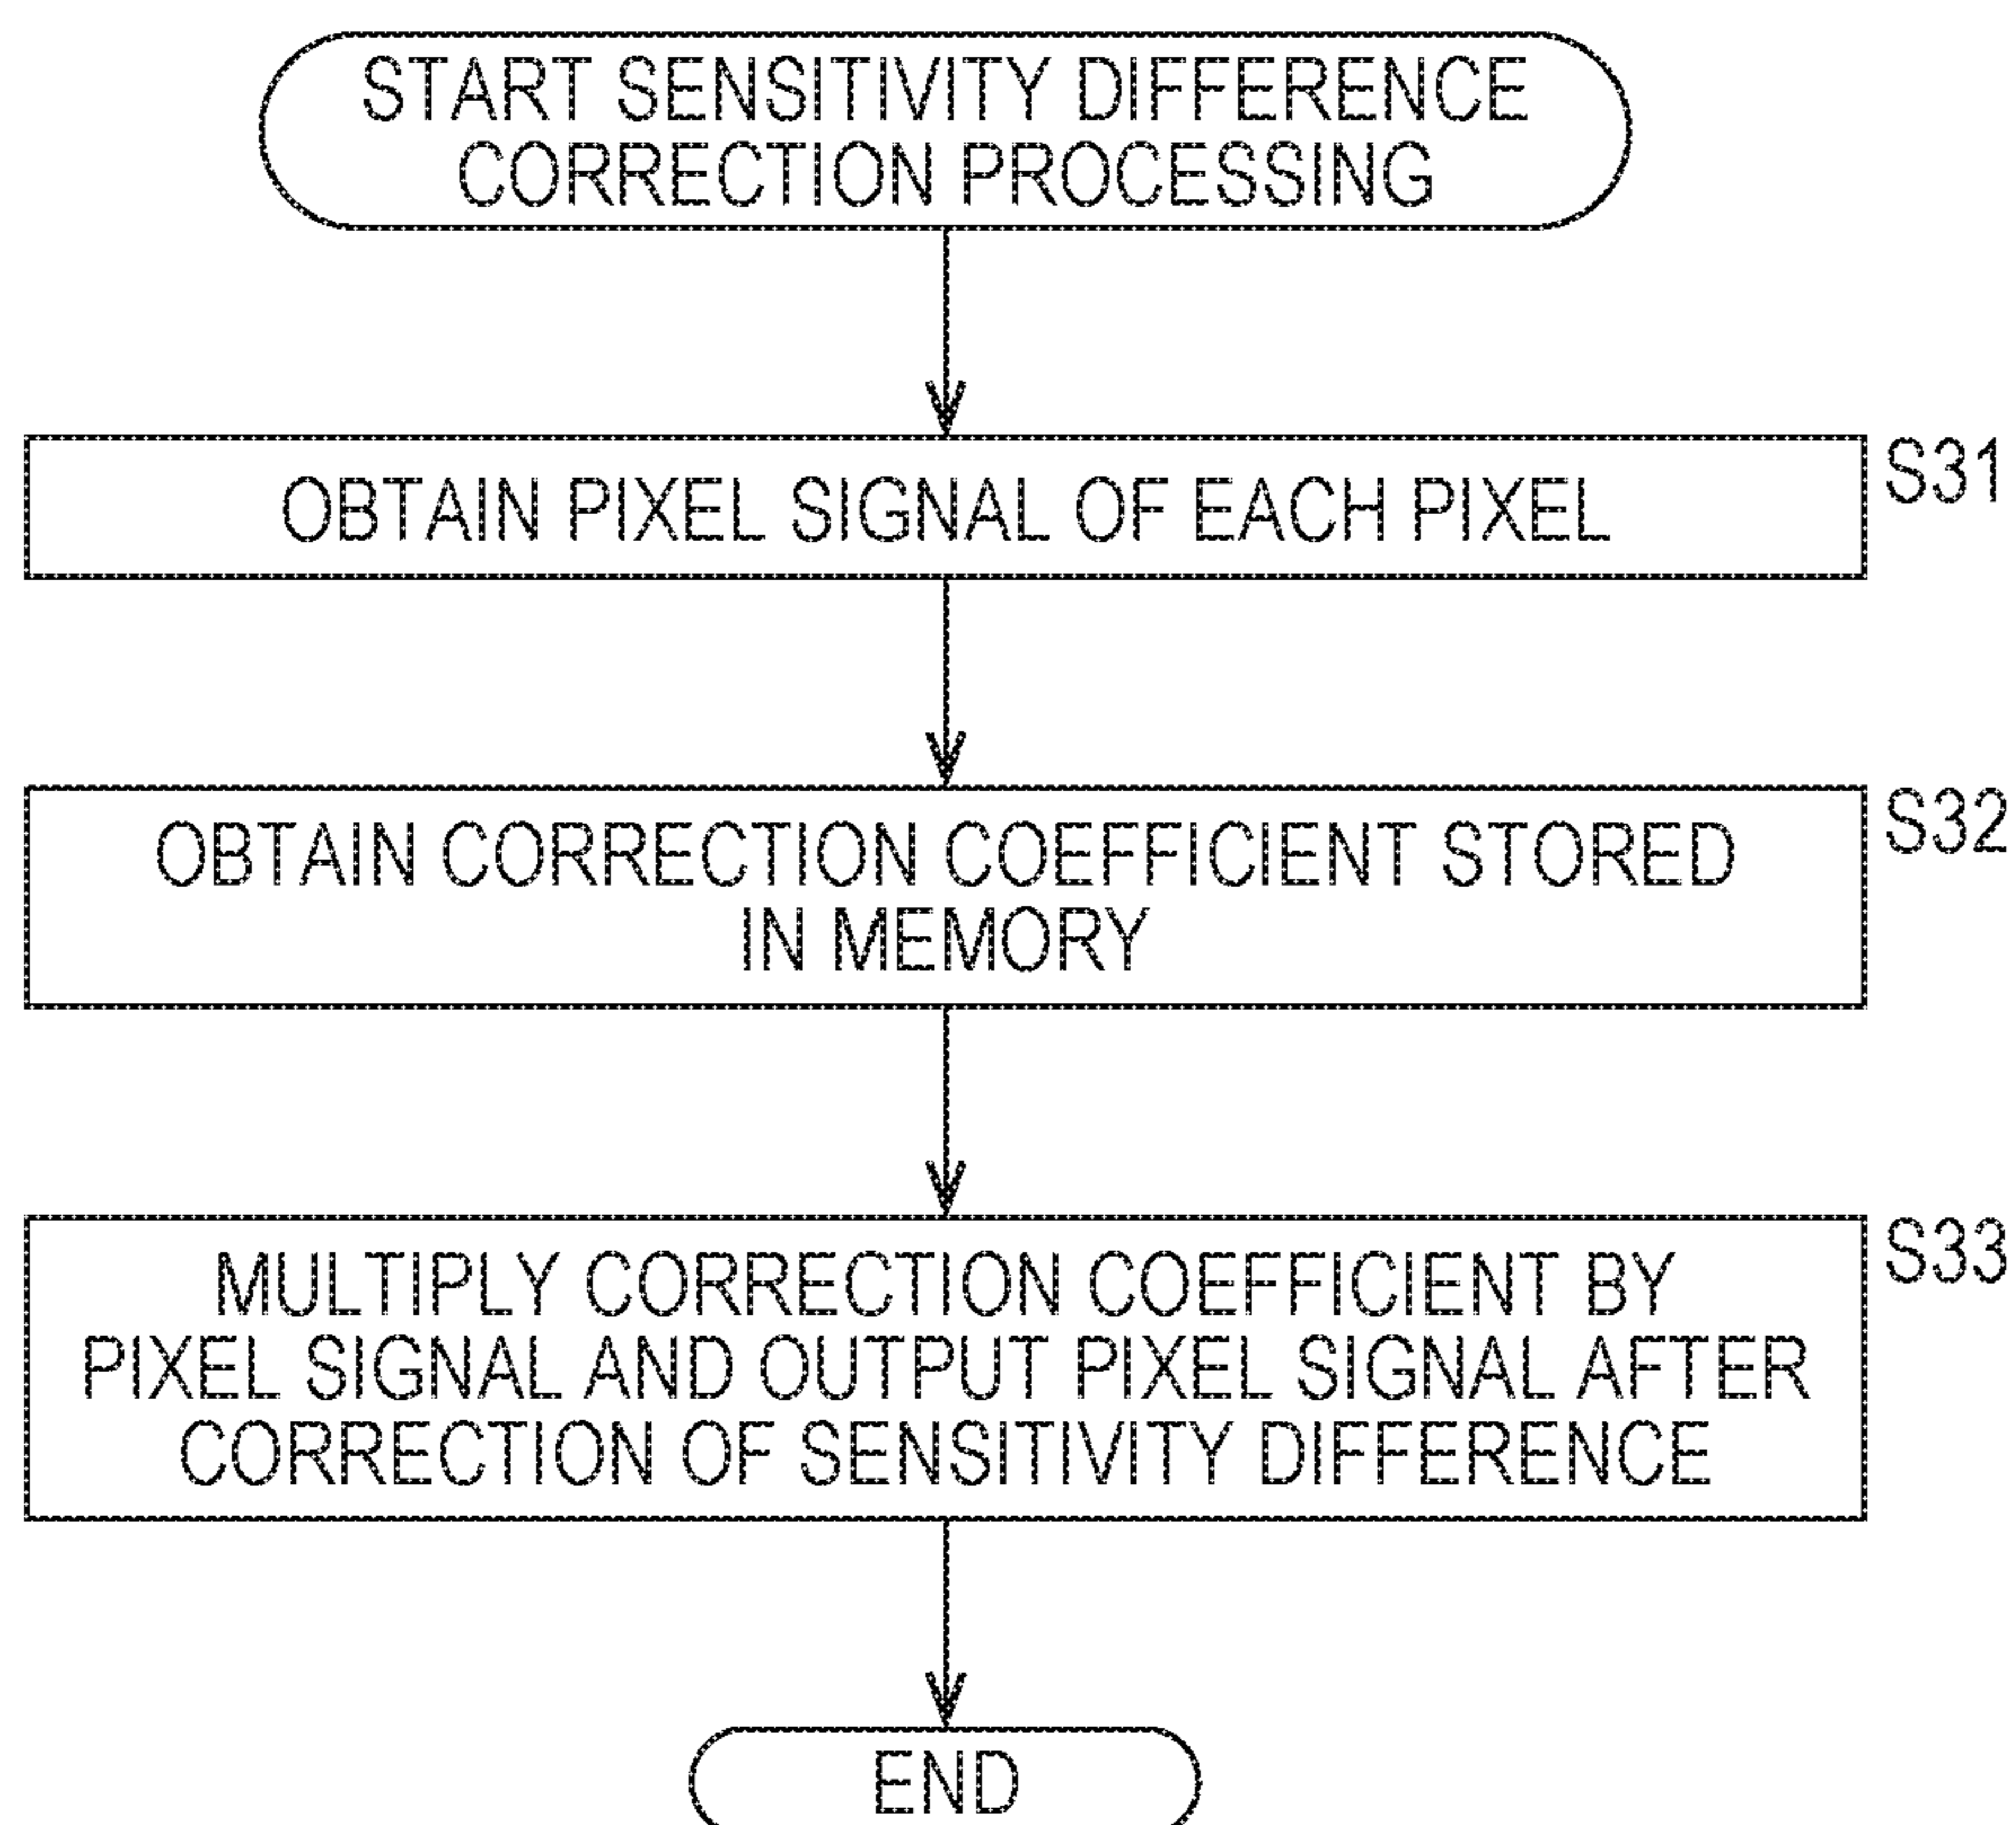 START SENSITIVITY DIFFERENCE
CORRECTION PROCESSING
OBTAIN PIXEL SIGNAL OF EACH PIXEL
S31
OBTAIN CORRECTION COEFFICIENT STORED
IN MEMORY
S32
MULTIPLY CORRECTION COEFFICIENT BY
PIXEL SIGNAL AND OUTPUT PIXEL SIGNAL AFTER
CORRECTION OF SENSITIVITY DIFFERENCE
S33
END